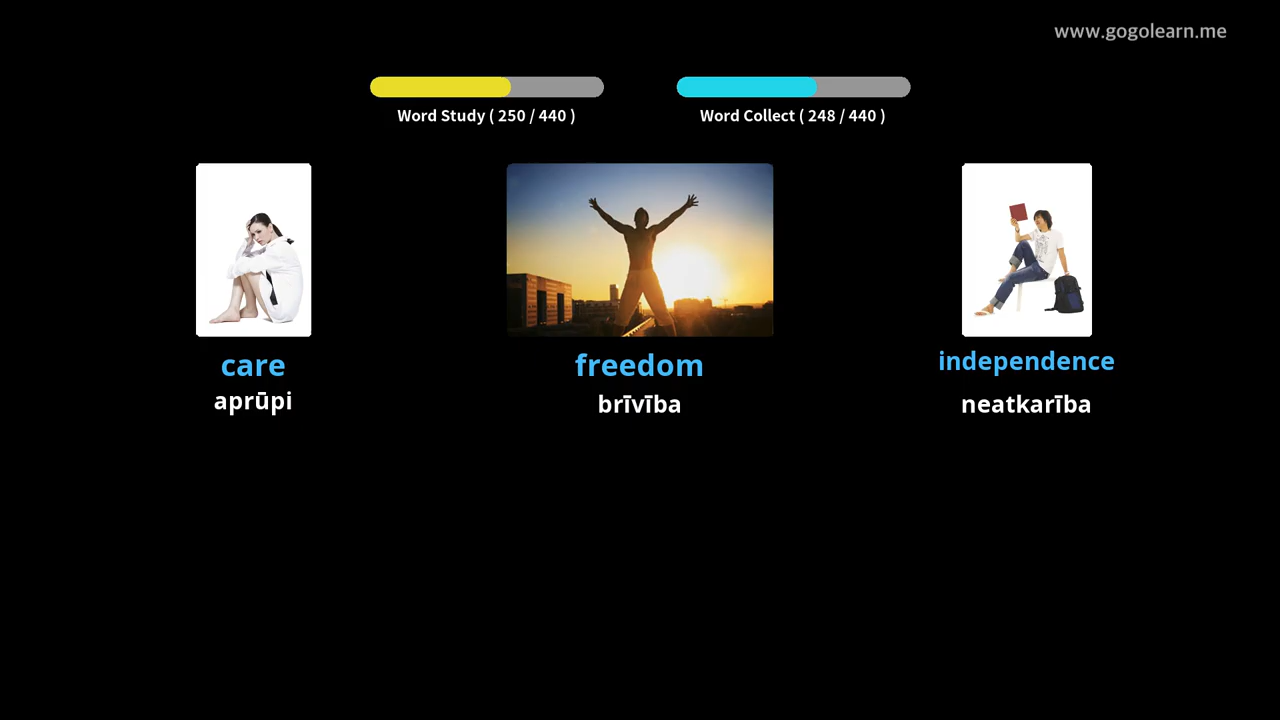 www.gogolearn.me
Word Study ( 250 / 440 )
Word Collect ( 248 / 440 )
care
aprūpi
freedom
brīvība
independence
neatkarība